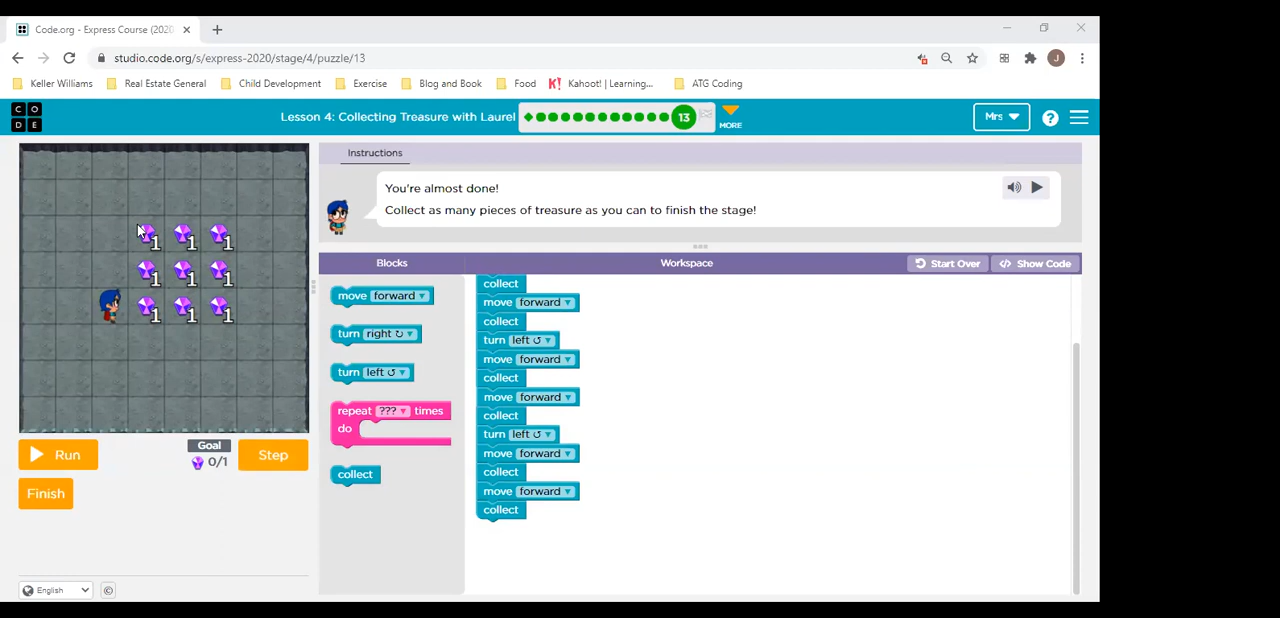 Code.org - Express Course (2020
studio.code.org/s/express-2020/stage/4/puzzle/13
J
Keller Williams
Real Estate General
Child Development
Exercise
Blog and Book
Food
K! Kahoot! | Learning...
ATG Coding
C O
D E
Lesson 4: Collecting Treasure with Laurel
13
MORE
Mrs
?
Instructions
You're almost done!
Collect as many pieces of treasure as you can to finish the stage!
1 1 1
1 1 1
1 1 1
Blocks
Workspace
Start Over
</> Show Code
move forward
turn right ↻
turn left ↺
repeat ??? times
do
collect
collect
move forward
collect
turn left ↺
move forward
collect
move forward
collect
turn left ↺
move forward
collect
move forward
collect
Run
Goal
0/1
Step
Finish
English
©